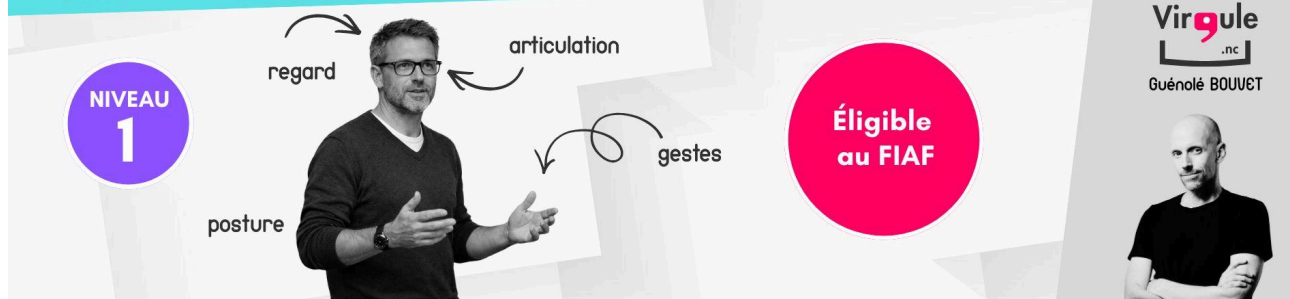 NIVEAU
1
regard
articulation
gestes
posture
Éligible
au FIAF
Virgule
.nc
Guénolé BOUVET